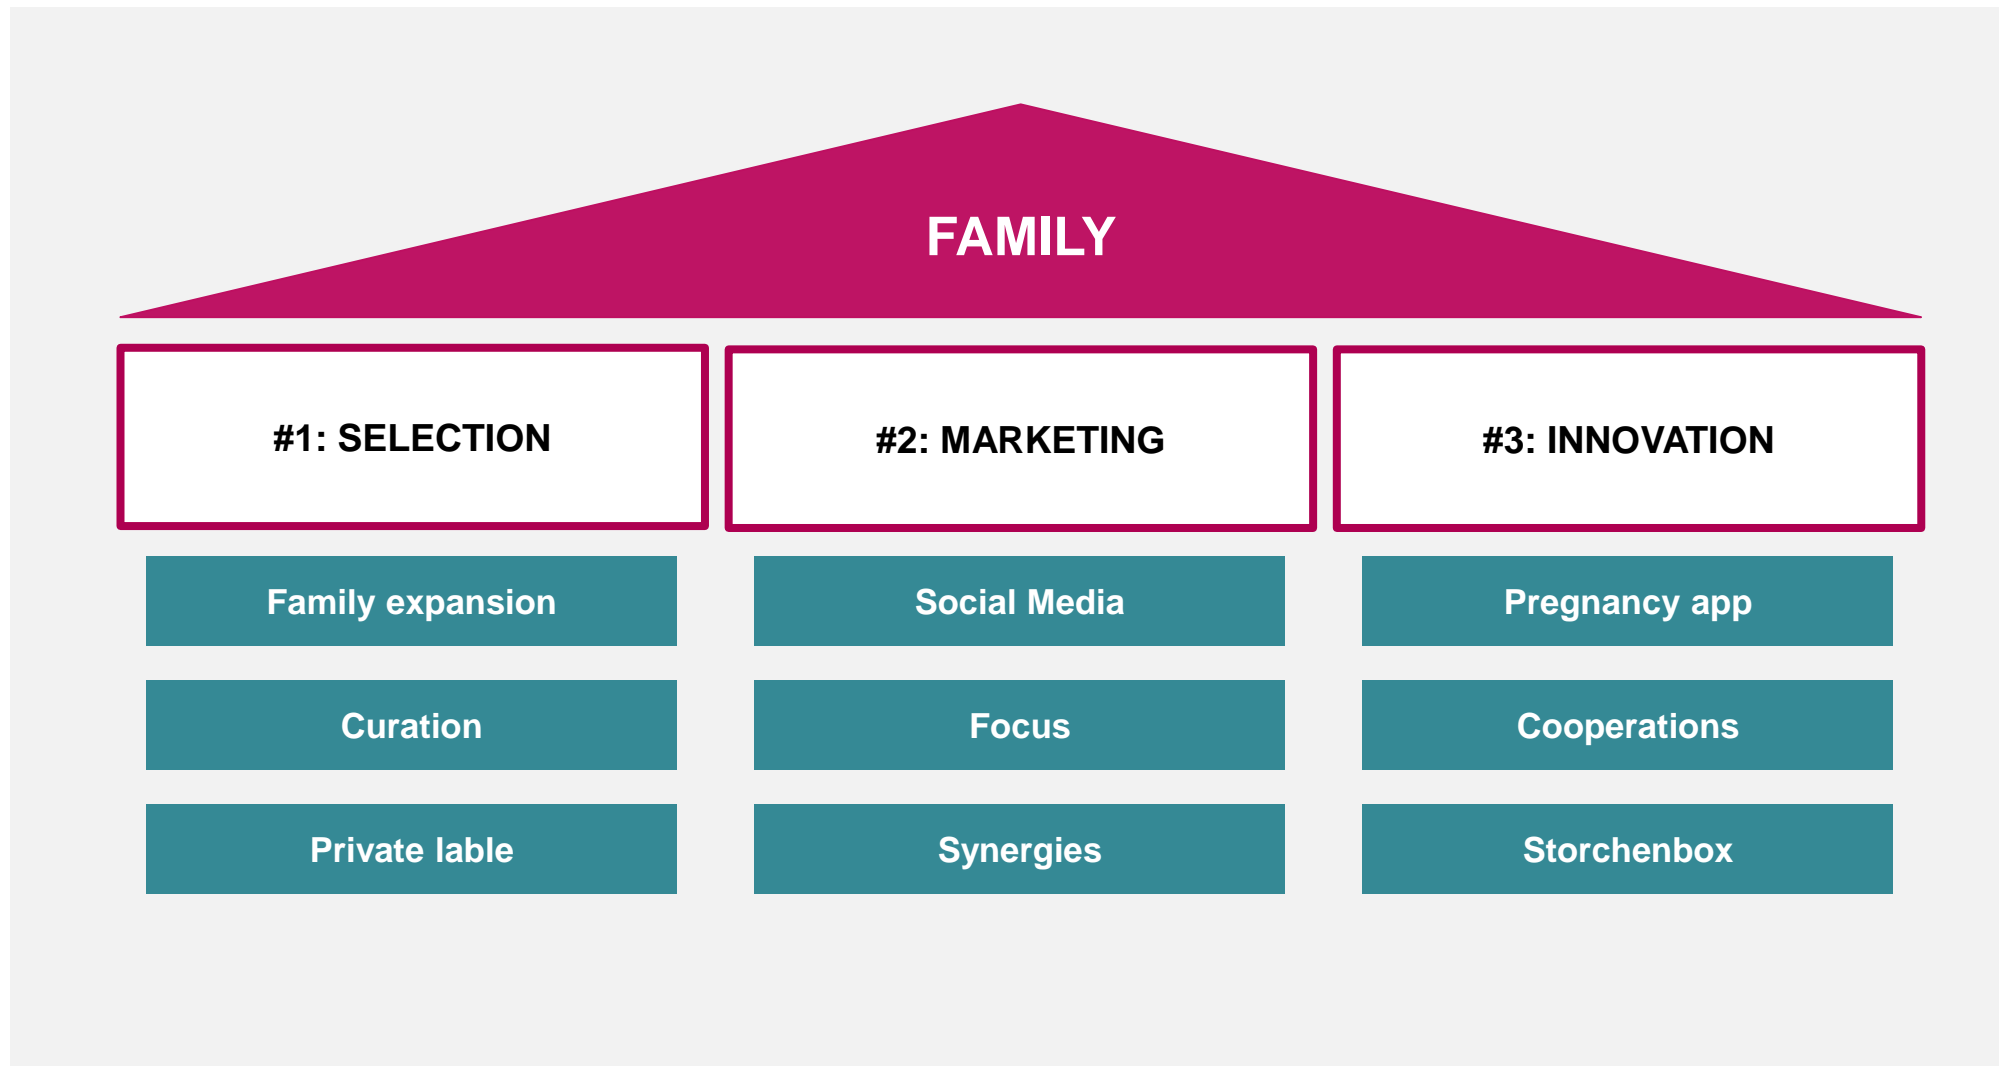 FAMILY
#1: SELECTION
#2: MARKETING
#3: INNOVATION
Family expansion
Social Media
Pregnancy app
Curation
Focus
Cooperations
Private lable
Synergies
Storchenbox